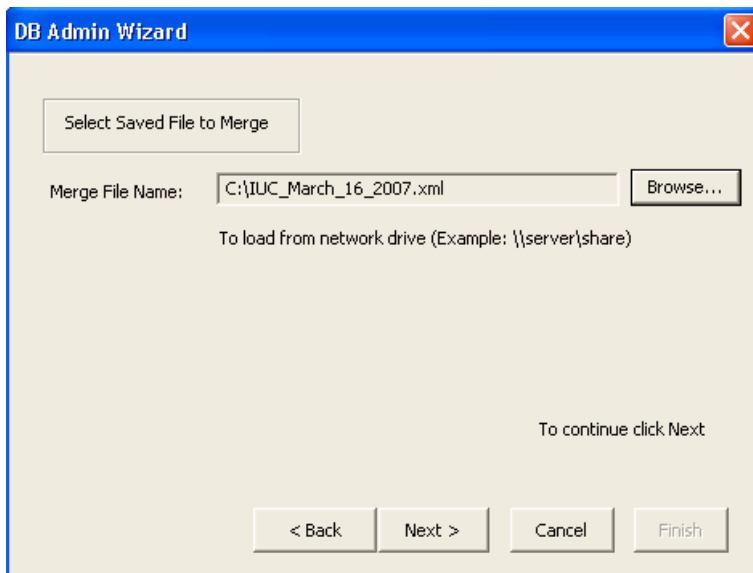 DB Admin Wizard
Select Saved File to Merge
Merge File Name: C:\IUC_March_16_2007.xml Browse...
To load from network drive (Example: \\server\share)
To continue click Next
< Back Next > Cancel Finish